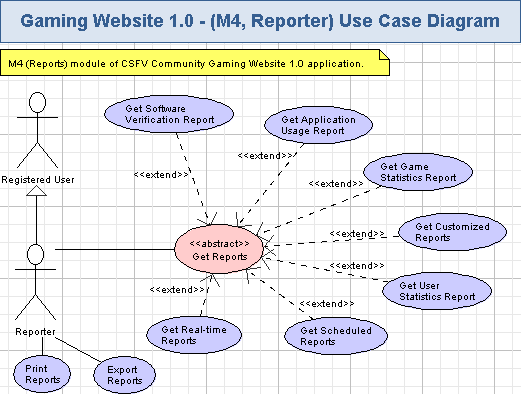 Gaming Website 1.0 - (M4, Reporter) Use Case Diagram
M4 (Reports) module of CSFV Community Gaming Website 1.0 application.
Get Software
Verification Report
Get Application
Usage Report
<<extend>>
<<extend>>
Get Game
Statistics Report
Registered User
<<extend>>
Get Customized
Reports
<<extend>>
<<abstract>>
Get Reports
<<extend>>
Get User
Statistics Report
<<extend>>
<<extend>>
Reporter
Get Real-time
Reports
Get Scheduled
Reports
Print
Reports
Export
Reports